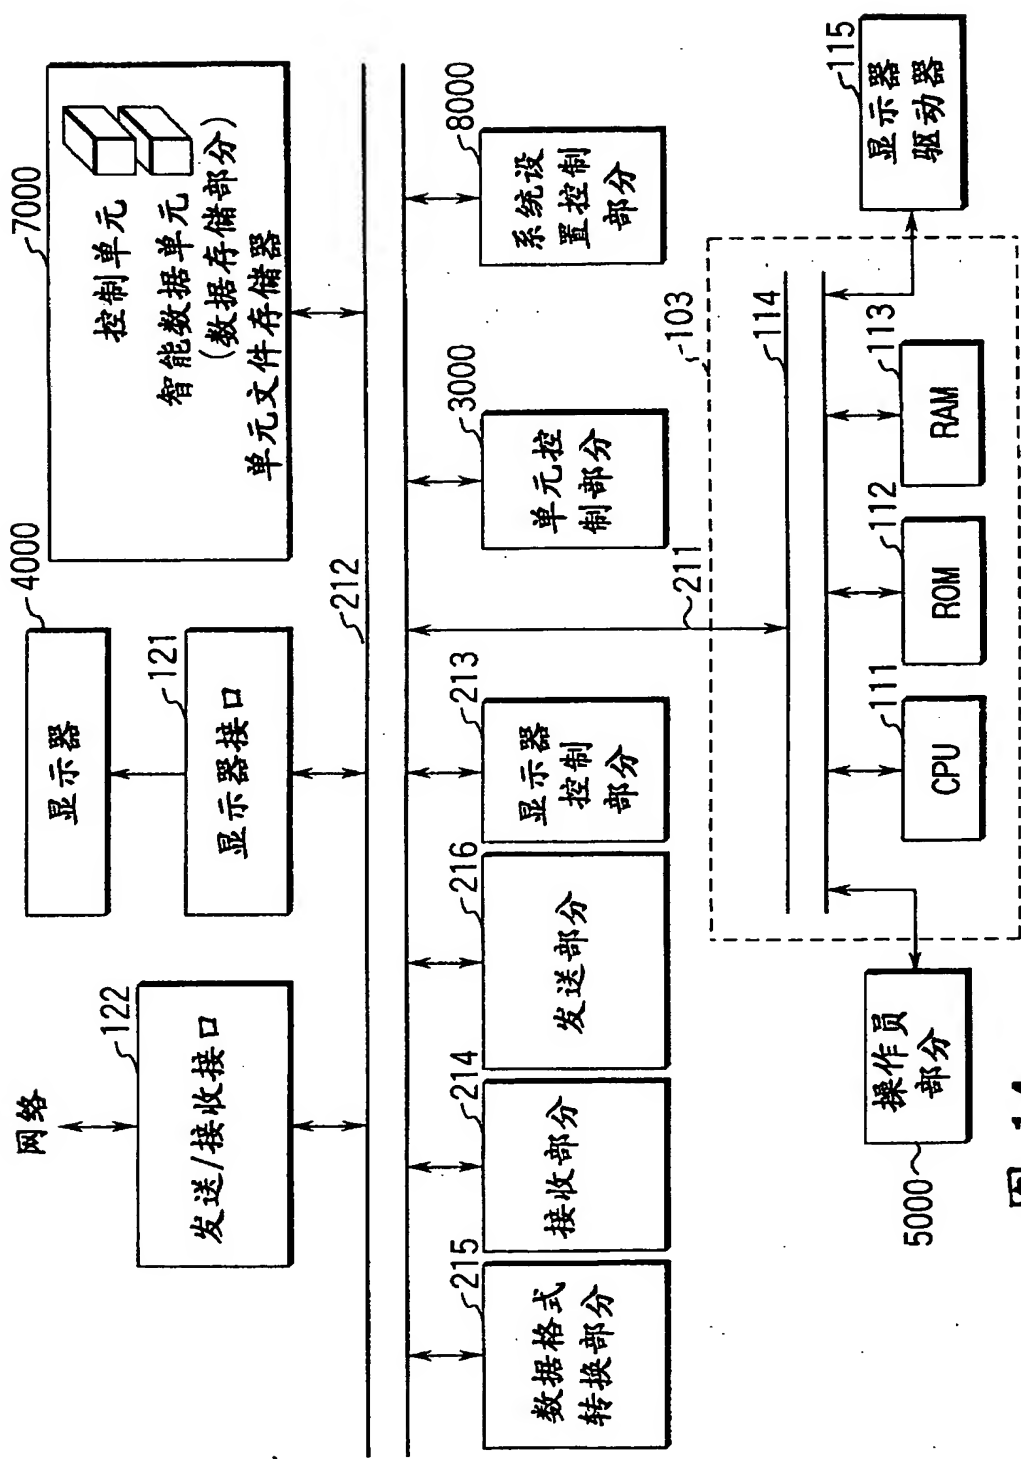 网络
122
发送/接收接口
4000
显示器
121
显示器接口
7000
控制单元
智能数据单元
(数据存储部分)
单元文件存储器
212
215
数据格式
转换部分
214
接收部分
216
发送部分
213
显示器
控制
部分
3000
单元控
制部分
8000
系统设
置控制
部分
211
103
114
111
CPU
112
ROM
113
RAM
115
显示器
驱动器
5000
操作员
部分